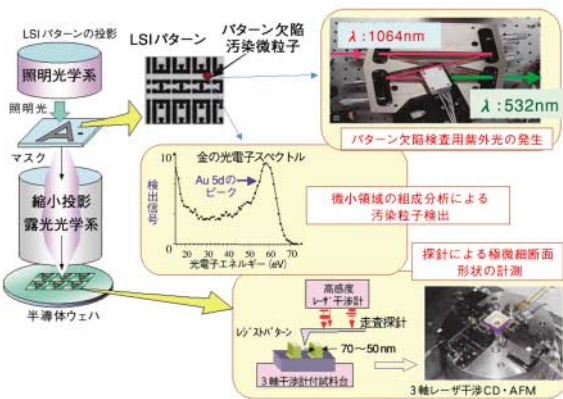 LSIパターンの投影
照明光学系
照明光
マスク
縮小投影
露光光学系
半導体ウェハ
LSIパターン
パターン欠陥
汚染微粒子
λ:1064nm
λ:532nm
パターン欠陥検査用紫外光の発生
金の光電子スペクトル
検出信号
10
0
Au 5dの
ピーク
20 30 40 50 60 70
光電子エネルギー(eV)
微小領域の組成分析による
汚染粒子検出
探針による極微細断面
形状の計測
高感度
レーザ干渉計
レジストパターン
走査探針
70～50nm
3軸干渉計付試料台
3軸レーザ干渉CD・AFM